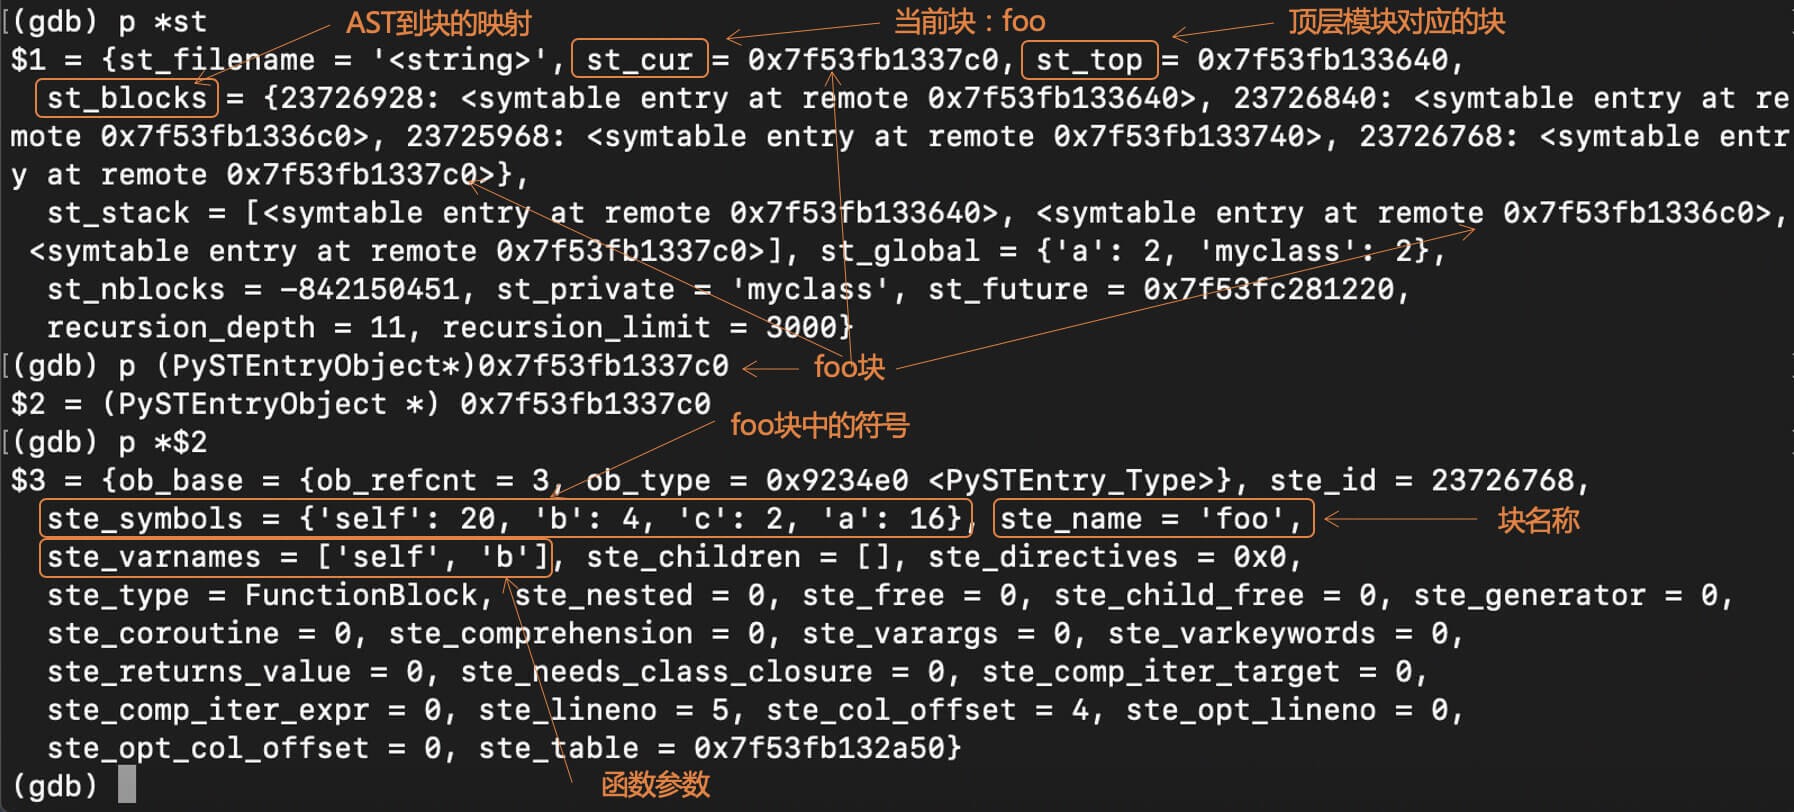 (gdb) p *st
AST到块的映射
当前块：foo
顶层模块对应的块
$1 = {st_filename = '<string>', st_cur = 0x7f53fb1337c0, st_top = 0x7f53fb133640,
st_blocks = {23726928: <symtable entry at remote 0x7f53fb133640>, 23726840: <symtable entry at re
mote 0x7f53fb1336c0>, 23725968: <symtable entry at remote 0x7f53fb133740>, 23726768: <symtable entr
y at remote 0x7f53fb1337c0>},
st_stack = [<symtable entry at remote 0x7f53fb133640>, <symtable entry at remote 0x7f53fb1336c0>,
<symtable entry at remote 0x7f53fb1337c0>], st_global = {'a': 2, 'myclass': 2},
st_nblocks = -842150451, st_private = 'myclass', st_future = 0x7f53fc281220,
recursion_depth = 11, recursion_limit = 3000}
(gdb) p (PySTEntryObject*)0x7f53fb1337c0
foo块
$2 = (PySTEntryObject *) 0x7f53fb1337c0
foo块中的符号
(gdb) p *$2
$3 = {ob_base = {ob_refcnt = 3, ob_type = 0x9234e0 <PySTEntry_Type>}, ste_id = 23726768,
ste_symbols = {'self': 20, 'b': 4, 'c': 2, 'a': 16}, ste_name = 'foo',
块名称
ste_varnames = ['self', 'b'], ste_children = [], ste_directives = 0x0,
ste_type = FunctionBlock, ste_nested = 0, ste_free = 0, ste_child_free = 0, ste_generator = 0,
ste_coroutine = 0, ste_comprehension = 0, ste_varargs = 0, ste_varkeywords = 0,
ste_returns_value = 0, ste_needs_class_closure = 0, ste_comp_iter_target = 0,
ste_comp_iter_expr = 0, ste_lineno = 5, ste_col_offset = 4, ste_opt_lineno = 0,
ste_opt_col_offset = 0, ste_table = 0x7f53fb132a50}
(gdb)
函数参数